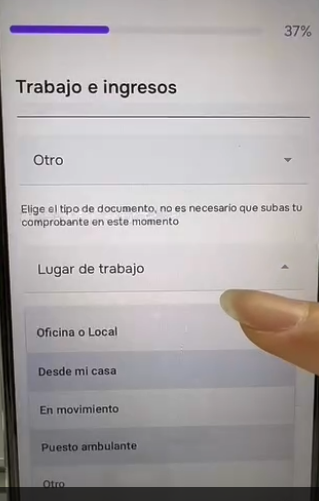 37%
Trabajo e ingresos
Otro
Elige el tipo de documento, no es necesario que subas tu
comprobante en este momento
Lugar de trabajo
Oficina o Local
Desde mi casa
En movimiento
Puesto ambulante
Otro